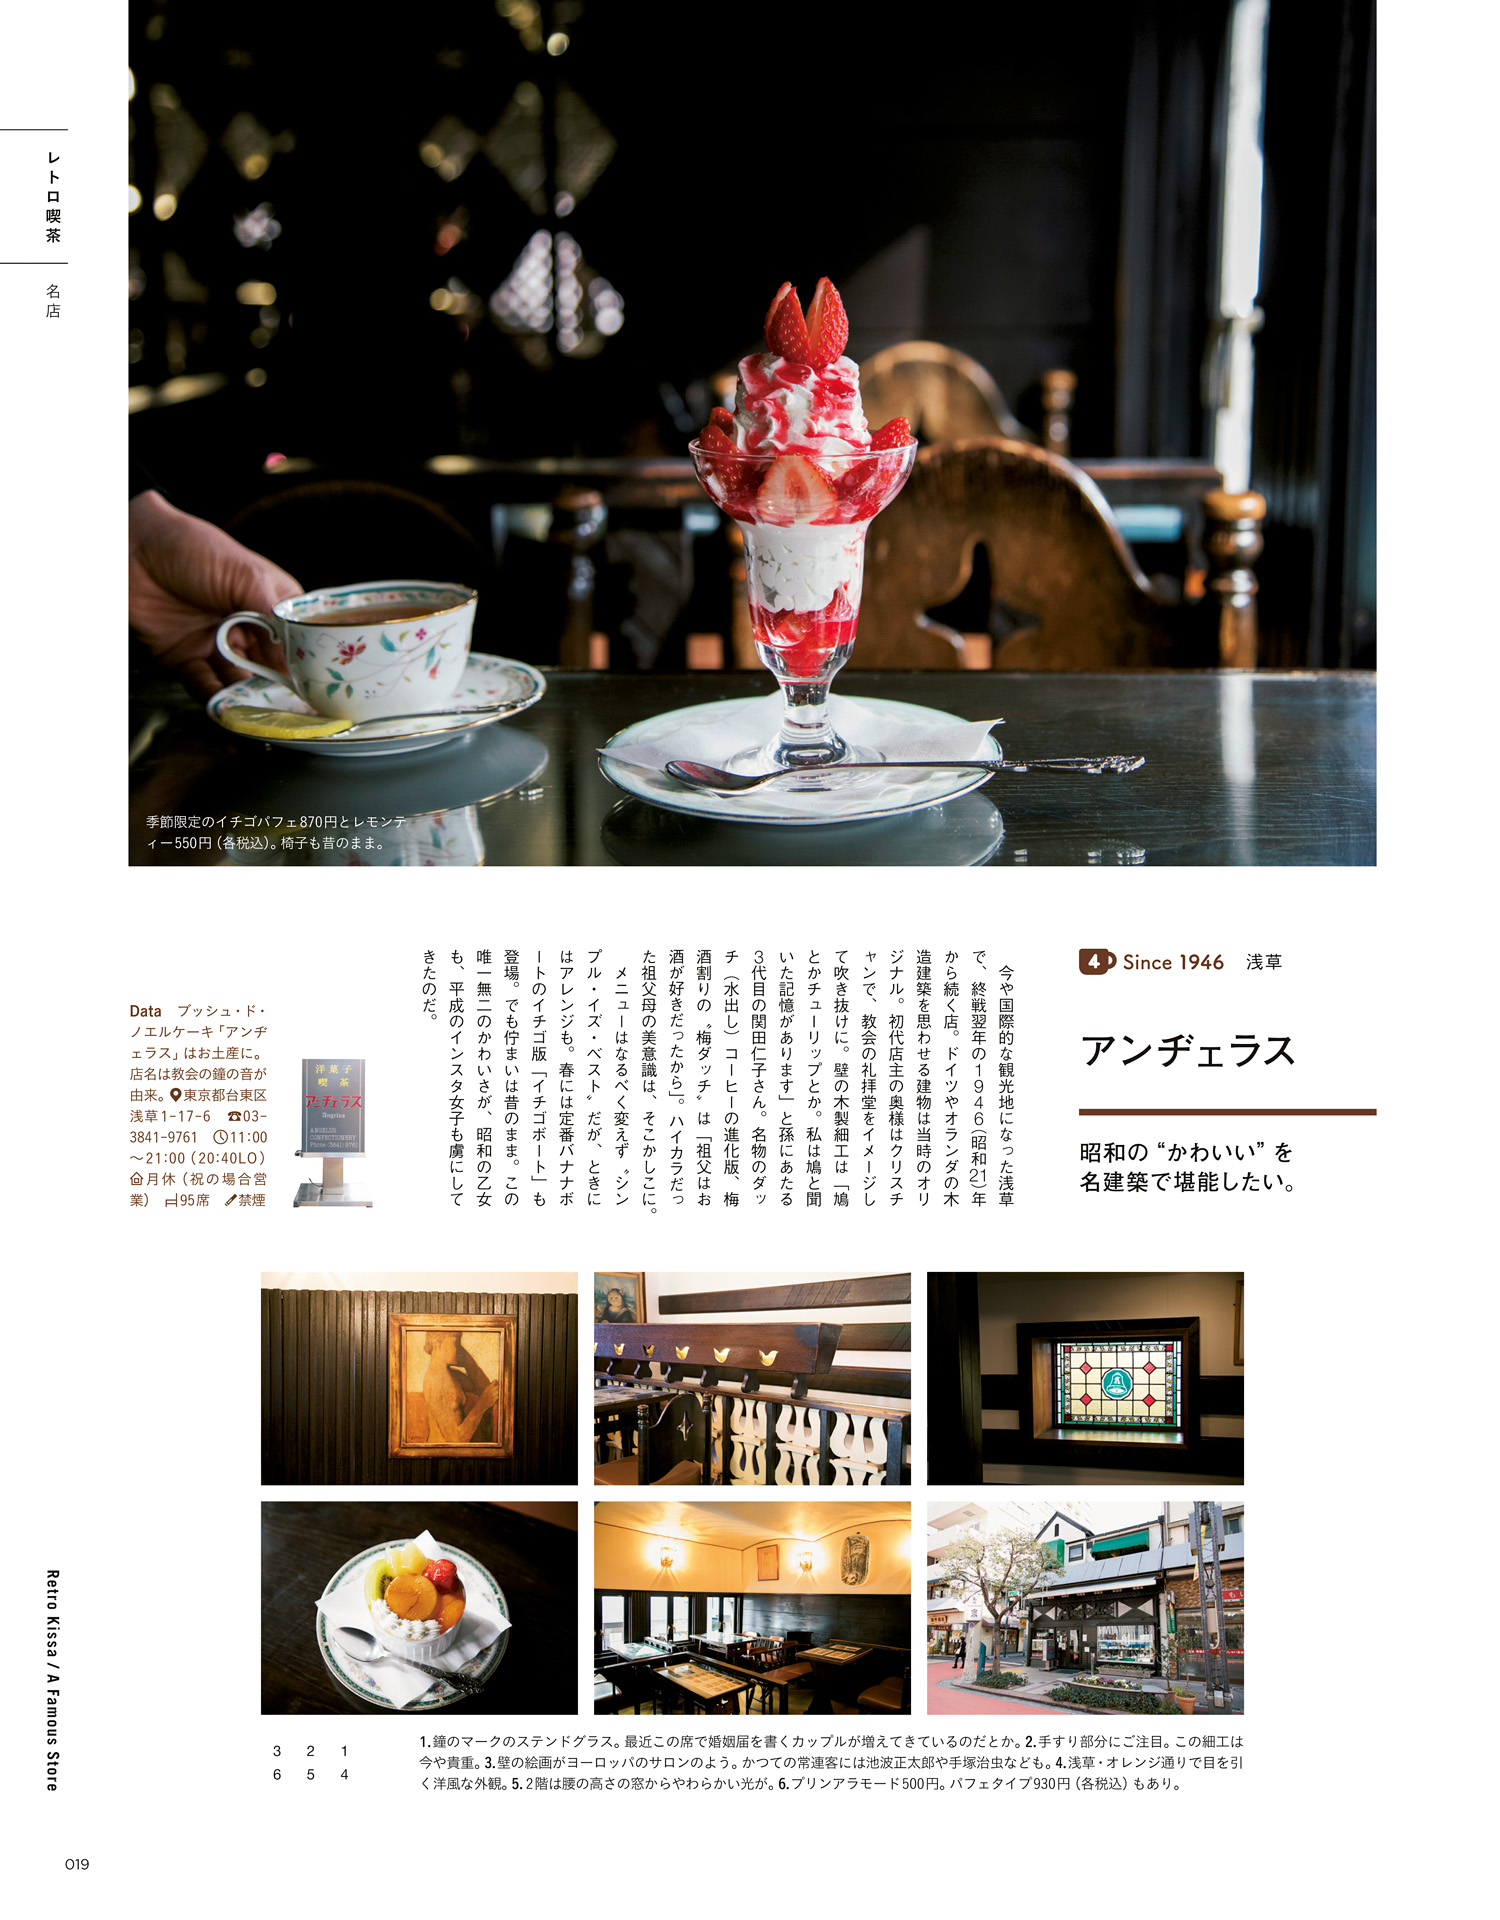 レトロ喫茶
名店
季節限定のイチゴパフェ870円とレモンテ
ィー550円（各税込）。椅子も昔のまま。
4 Since 1946 浅草
アンヂェラス
昭和の“かわいい”を
名建築で堪能したい。
今や国際的な観光地になった浅草
で、終戦翌年の1946（昭和21）年
から続く店。ドイツやオランダの木
造建築を思わせる建物は当時のオリ
ジナル。初代店主の奥様はクリスチ
ャンで、教会の礼拝堂をイメージし
て吹き抜けに。壁の木製細工は「鳩
とかチューリップとか。私は鳩と聞
いた記憶があります」と孫にあたる
3代目の関田仁子さん。名物のダッ
チ（水出し）コーヒーの進化版、梅
酒割りの〝梅ダッチ〟は「祖父はお
酒が好きだったから」。ハイカラだっ
た祖父母の美意識は、そこかしこに。
メニューはなるべく変えず〝シン
プル・イズ・ベスト〟だが、ときに
はアレンジも。春には定番バナナボ
ートのイチゴ版「イチゴボート」も
登場。でも佇まいは昔のまま。この
唯一無二のかわいさが、昭和の乙女
も、平成のインスタ女子も虜にして
きたのだ。
Data ブッシュ・ド・
ノエルケーキ「アンヂ
ェラス」はお土産に。
店名は教会の鐘の音が
由来。東京都台東区
浅草1-17-6 ☎03-
3841-9761 11:00
〜21:00（20:40LO）
月休（祝の場合営
業） 95席 禁煙
洋菓子
喫茶
アンヂェラス
Angelus
ANGELUS
CONFECTIONERY
Phone (3841)9761
3 2 1
6 5 4
1.鐘のマークのステンドグラス。最近この席で婚姻届を書くカップルが増えてきているのだとか。2.手すり部分にご注目。この細工は
今や貴重。3.壁の絵画がヨーロッパのサロンのよう。かつての常連客には池波正太郎や手塚治虫なども。4.浅草・オレンジ通りで目を引
く洋風な外観。5.2階は腰の高さの窓からやわらかい光が。6.プリンアラモード500円。パフェタイプ930円（各税込）もあり。
Retro Kissa / A Famous Store
019